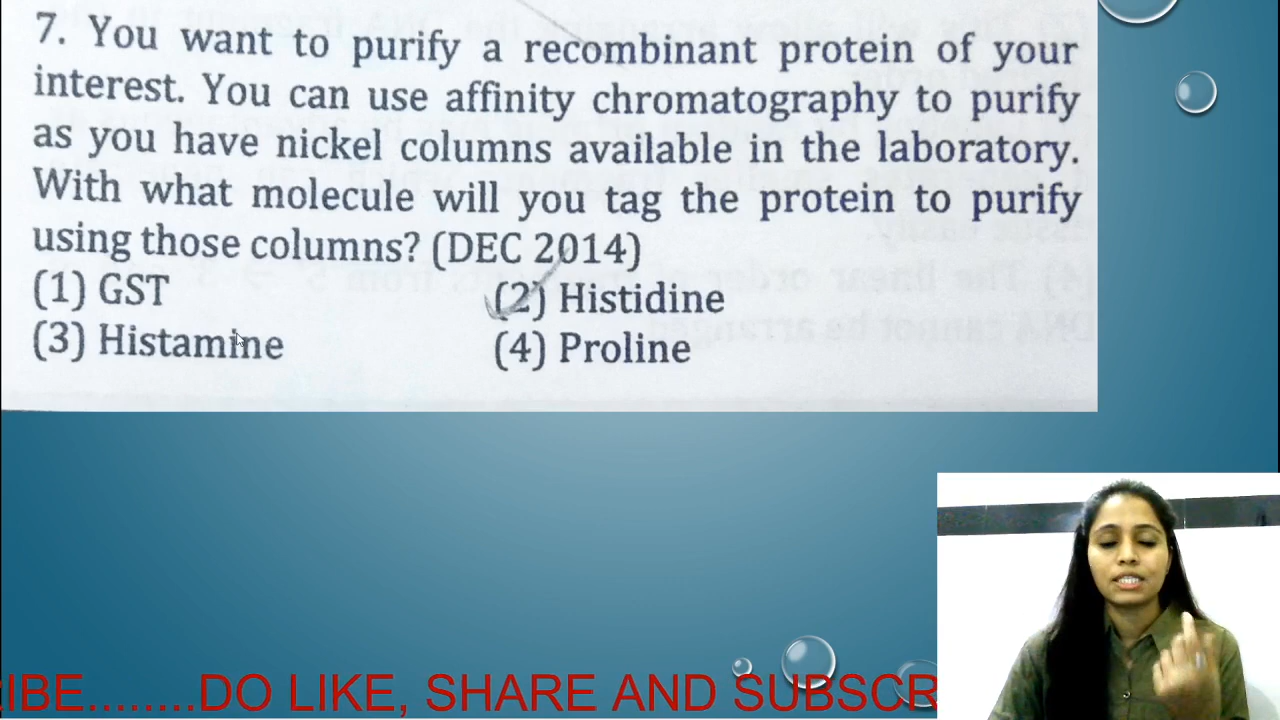 7. You want to purify a recombinant protein of your
interest. You can use affinity chromatography to purify
as you have nickel columns available in the laboratory.
With what molecule will you tag the protein to purify
using those columns? (DEC 2014)
(1) GST (2) Histidine
(3) Histamine (4) Proline
IBE........DO LIKE, SHARE AND SUBSCR